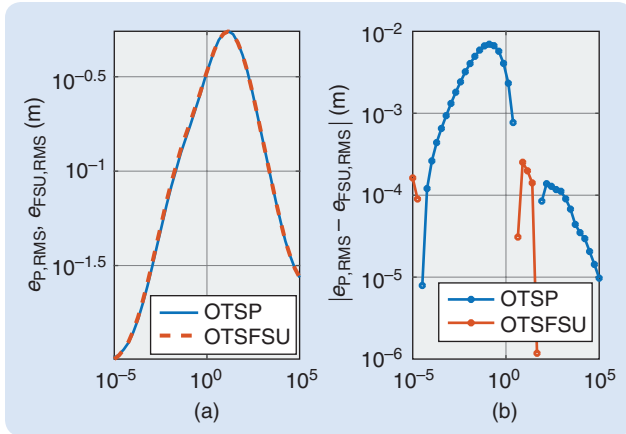 e_P,RMS, e_FSU,RMS (m)
10^-0.5
10^-1
10^-1.5
OTSP
OTSFSU
10^-5 10^0 10^5
(a)
|e_P,RMS − e_FSU,RMS| (m)
10^-2
10^-3
10^-4
10^-5
10^-6
OTSP
OTSFSU
10^-5 10^0 10^5
(b)